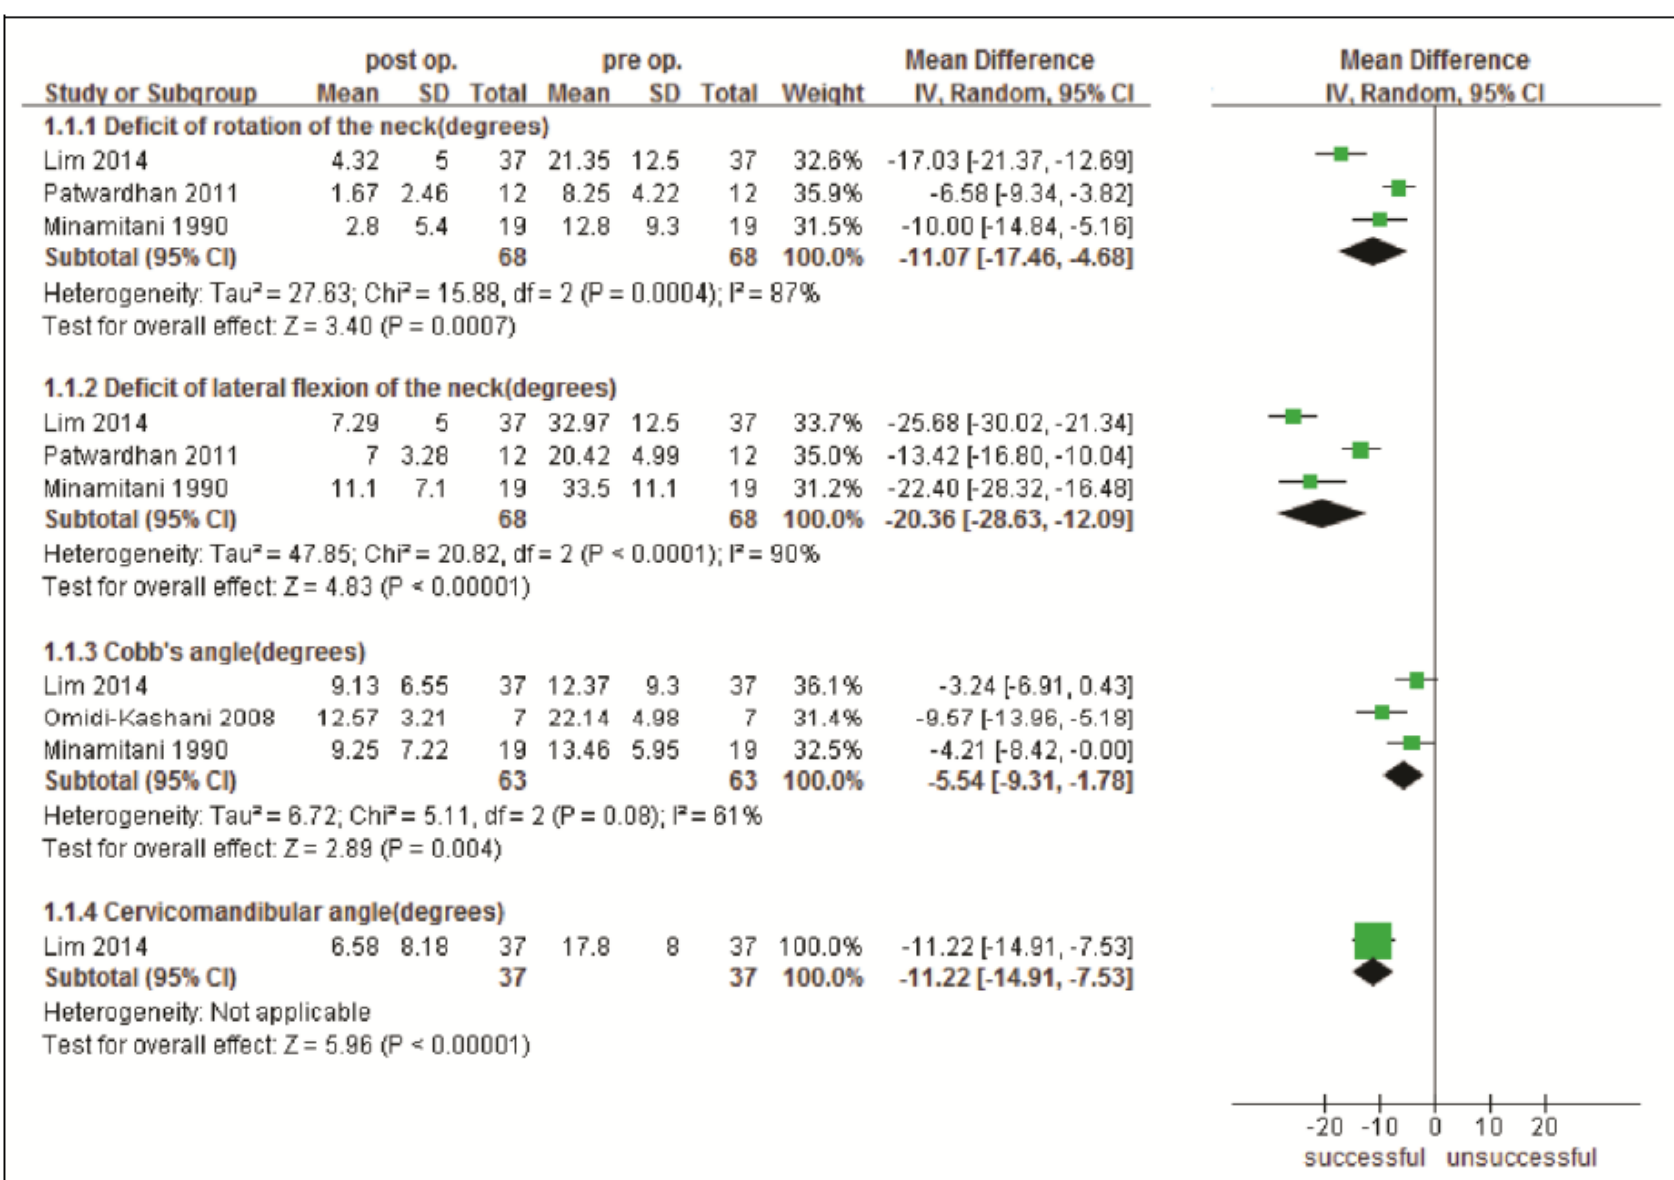 post op. pre op. Mean Difference Mean Difference
Study or Subgroup Mean SD Total Mean SD Total Weight IV, Random, 95% CI IV, Random, 95% CI
1.1.1 Deficit of rotation of the neck(degrees)
Lim 2014 4.32 5 37 21.35 12.5 37 32.6% -17.03 [-21.37, -12.69]
Patwardhan 2011 1.67 2.46 12 8.25 4.22 12 35.9% -6.58 [-9.34, -3.82]
Minamitani 1990 2.8 5.4 19 12.8 9.3 19 31.5% -10.00 [-14.84, -5.16]
Subtotal (95% CI) 68 68 100.0% -11.07 [-17.46, -4.68]
Heterogeneity: Tau² = 27.63; Chi² = 15.88, df = 2 (P = 0.0004); I² = 87%
Test for overall effect: Z = 3.40 (P = 0.0007)
1.1.2 Deficit of lateral flexion of the neck(degrees)
Lim 2014 7.29 5 37 32.97 12.5 37 33.7% -25.68 [-30.02, -21.34]
Patwardhan 2011 7 3.28 12 20.42 4.99 12 35.0% -13.42 [-16.80, -10.04]
Minamitani 1990 11.1 7.1 19 33.5 11.1 19 31.2% -22.40 [-28.32, -16.48]
Subtotal (95% CI) 68 68 100.0% -20.36 [-28.63, -12.09]
Heterogeneity: Tau² = 47.85; Chi² = 20.82, df = 2 (P < 0.0001); I² = 90%
Test for overall effect: Z = 4.83 (P < 0.00001)
1.1.3 Cobb's angle(degrees)
Lim 2014 9.13 6.55 37 12.37 9.3 37 36.1% -3.24 [-6.91, 0.43]
Omidi-Kashani 2008 12.57 3.21 7 22.14 4.98 7 31.4% -9.57 [-13.96, -5.18]
Minamitani 1990 9.25 7.22 19 13.46 5.95 19 32.5% -4.21 [-8.42, -0.00]
Subtotal (95% CI) 63 63 100.0% -5.54 [-9.31, -1.78]
Heterogeneity: Tau² = 6.72; Chi² = 5.11, df = 2 (P = 0.08); I² = 61%
Test for overall effect: Z = 2.89 (P = 0.004)
1.1.4 Cervicomandibular angle(degrees)
Lim 2014 6.58 8.18 37 17.8 8 37 100.0% -11.22 [-14.91, -7.53]
Subtotal (95% CI) 37 37 100.0% -11.22 [-14.91, -7.53]
Heterogeneity: Not applicable
Test for overall effect: Z = 5.96 (P < 0.00001)
-20 -10 0 10 20
successful unsuccessful